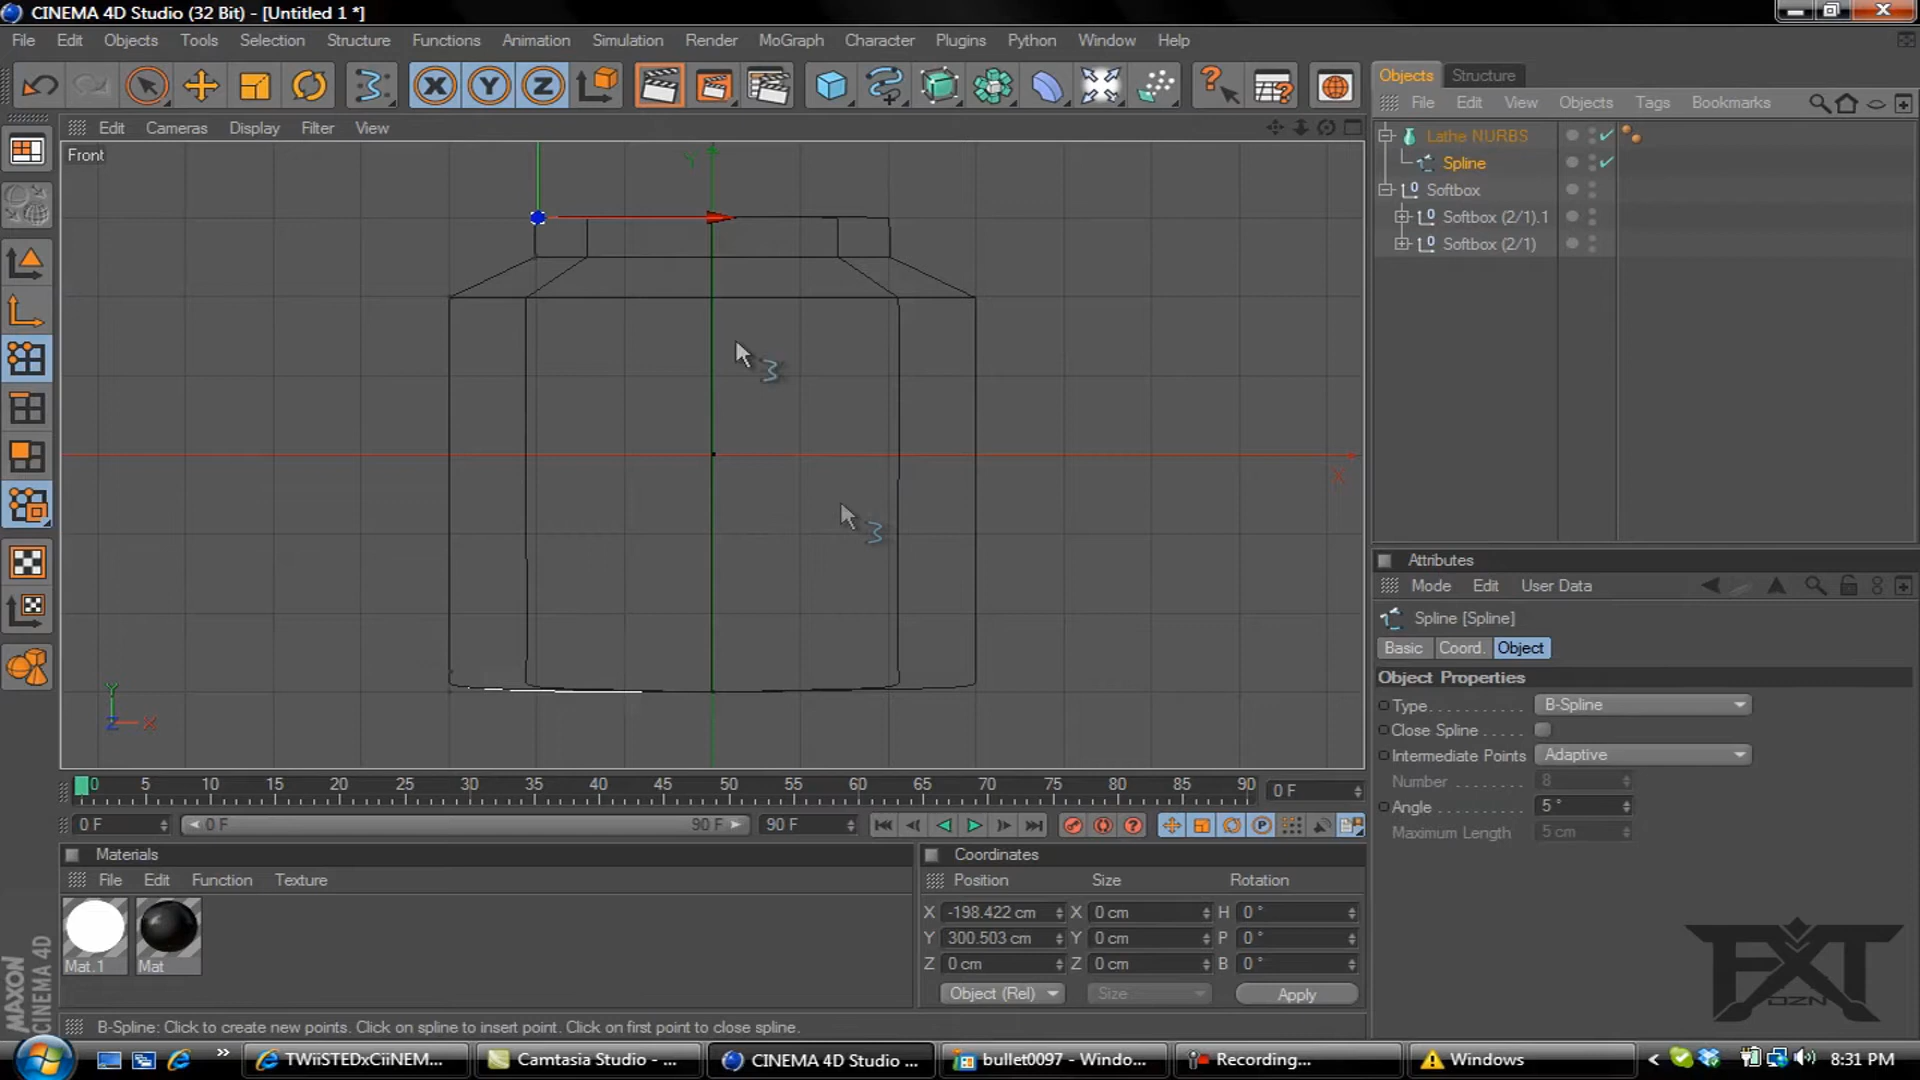 CINEMA 4D Studio (32 Bit) - [Untitled 1 *]
File Edit Objects Tools Selection Structure Functions Animation Simulation Render MoGraph Character Plugins Python Window Help
X Y Z
Objects Structure
File Edit View Objects Tags Bookmarks
Edit Cameras Display Filter View
Front
Lathe NURBS
Spline
Softbox
Softbox (2/1).1
Softbox (2/1)
Y
X
Y
Z X
Attributes
Mode Edit User Data
Spline [Spline]
Basic Coord. Object
Object Properties
Type B-Spline
Close Spline
Intermediate Points Adaptive
Number 8
Angle 5 °
Maximum Length 5 cm
0 5 10 15 20 25 30 35 40 45 50 55 60 65 70 75 80 85 90 0 F
0 F 0 F 90 F 90 F
Materials
File Edit Function Texture
Mat.1 Mat
Coordinates
Position Size Rotation
X -198.422 cm X 0 cm H 0 °
Y 300.503 cm Y 0 cm P 0 °
Z 0 cm Z 0 cm B 0 °
Object (Rel) Size Apply
MAXON
CINEMA 4D
FXT
DZN
B-Spline: Click to create new points. Click on spline to insert point. Click on first point to close spline.
TWiiSTEDxCiiNEM... Camtasia Studio - ... CINEMA 4D Studio ... bullet0097 - Windo... Recording... Windows 8:31 PM